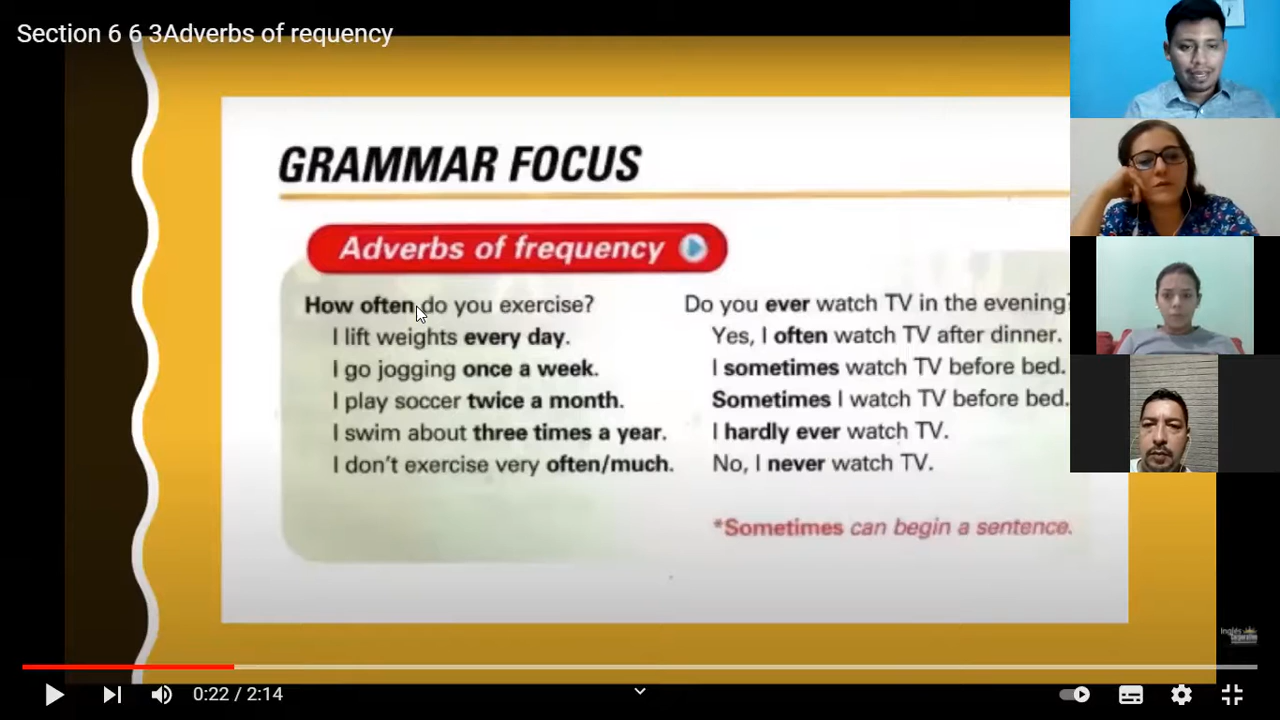 Section 6 6 3Adverbs of requency
GRAMMAR FOCUS
Adverbs of frequency
How often do you exercise?
I lift weights every day.
I go jogging once a week.
I play soccer twice a month.
I swim about three times a year.
I don't exercise very often/much.
Do you ever watch TV in the evening?
Yes, I often watch TV after dinner.
I sometimes watch TV before bed.
Sometimes I watch TV before bed.
I hardly ever watch TV.
No, I never watch TV.
*Sometimes can begin a sentence.
Inglés
Corporativo
0:22 / 2:14